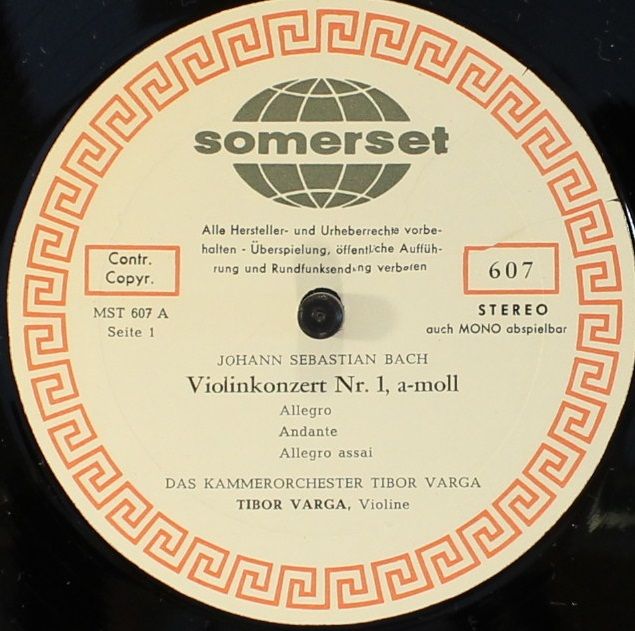 somerset
Alle Hersteller- und Urheberrechte vorbe-
halten - Überspielung, öffentliche Auffüh-
rung und Rundfunksendung verboten
Contr.
Copyr.
607
MST 607 A
Seite 1
STEREO
auch MONO abspielbar
JOHANN SEBASTIAN BACH
Violinkonzert Nr. 1, a-moll
Allegro
Andante
Allegro assai
DAS KAMMERORCHESTER TIBOR VARGA
TIBOR VARGA, Violine